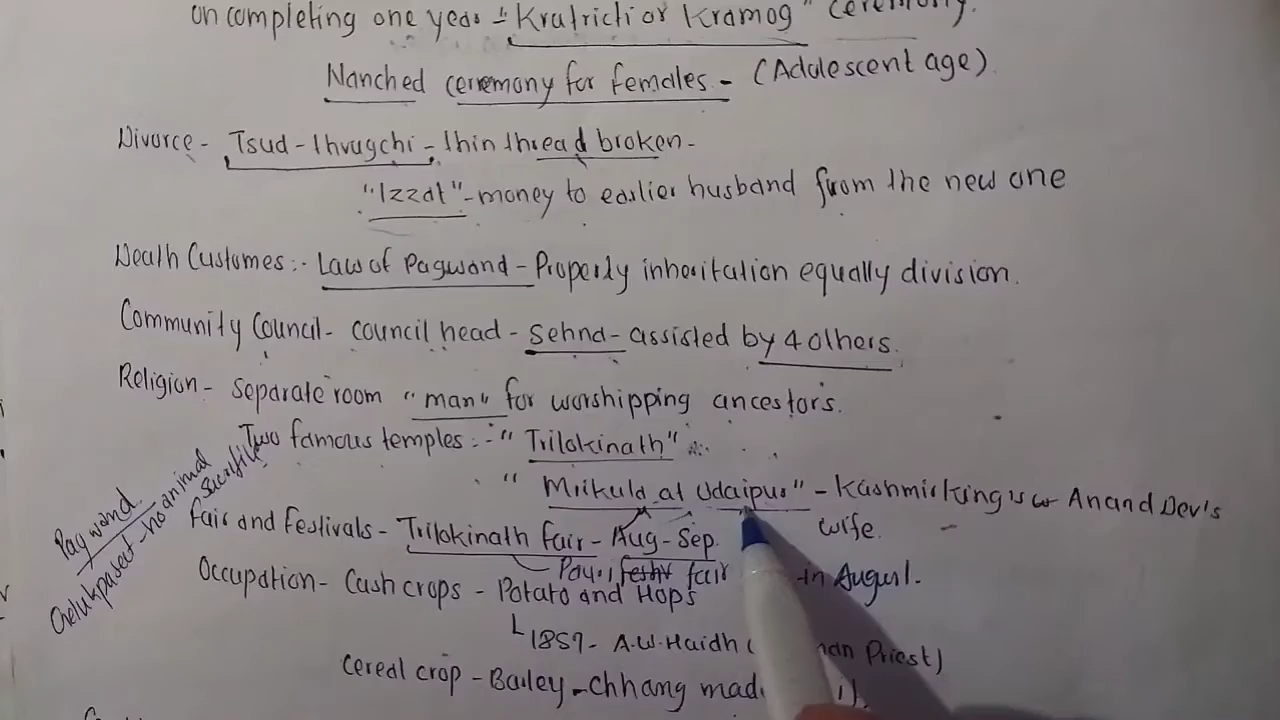 on completing one year - "Kratricti or Kramog" ceremony.
Nanched ceremony for females - (Adolescent age)
Divorce - Tsud-thvagchi - thin thread broken.
"Izzat" - money to earlier husband from the new one
Death Customes :- Law of Pagwand - Property inheritation equally division.
Community Council - council head - Sehnd - assisted by 4 others.
Religion - separate room "man" for worshipping ancestors.
Two famous temples :- "Trilokinath"
"Mrikula at Udaipur" - Kashmir king's Anand Dev's
wife.
Fair and Festivals - Trilokinath fair - Aug-Sep.
Pauri fair in August.
Occupation - Cash crops - Potato and Hops
1857 - A.W. Haidh ( Priest)
Cereal crop - Barley - Chhang
Pagwand
no animal
Sacrifice